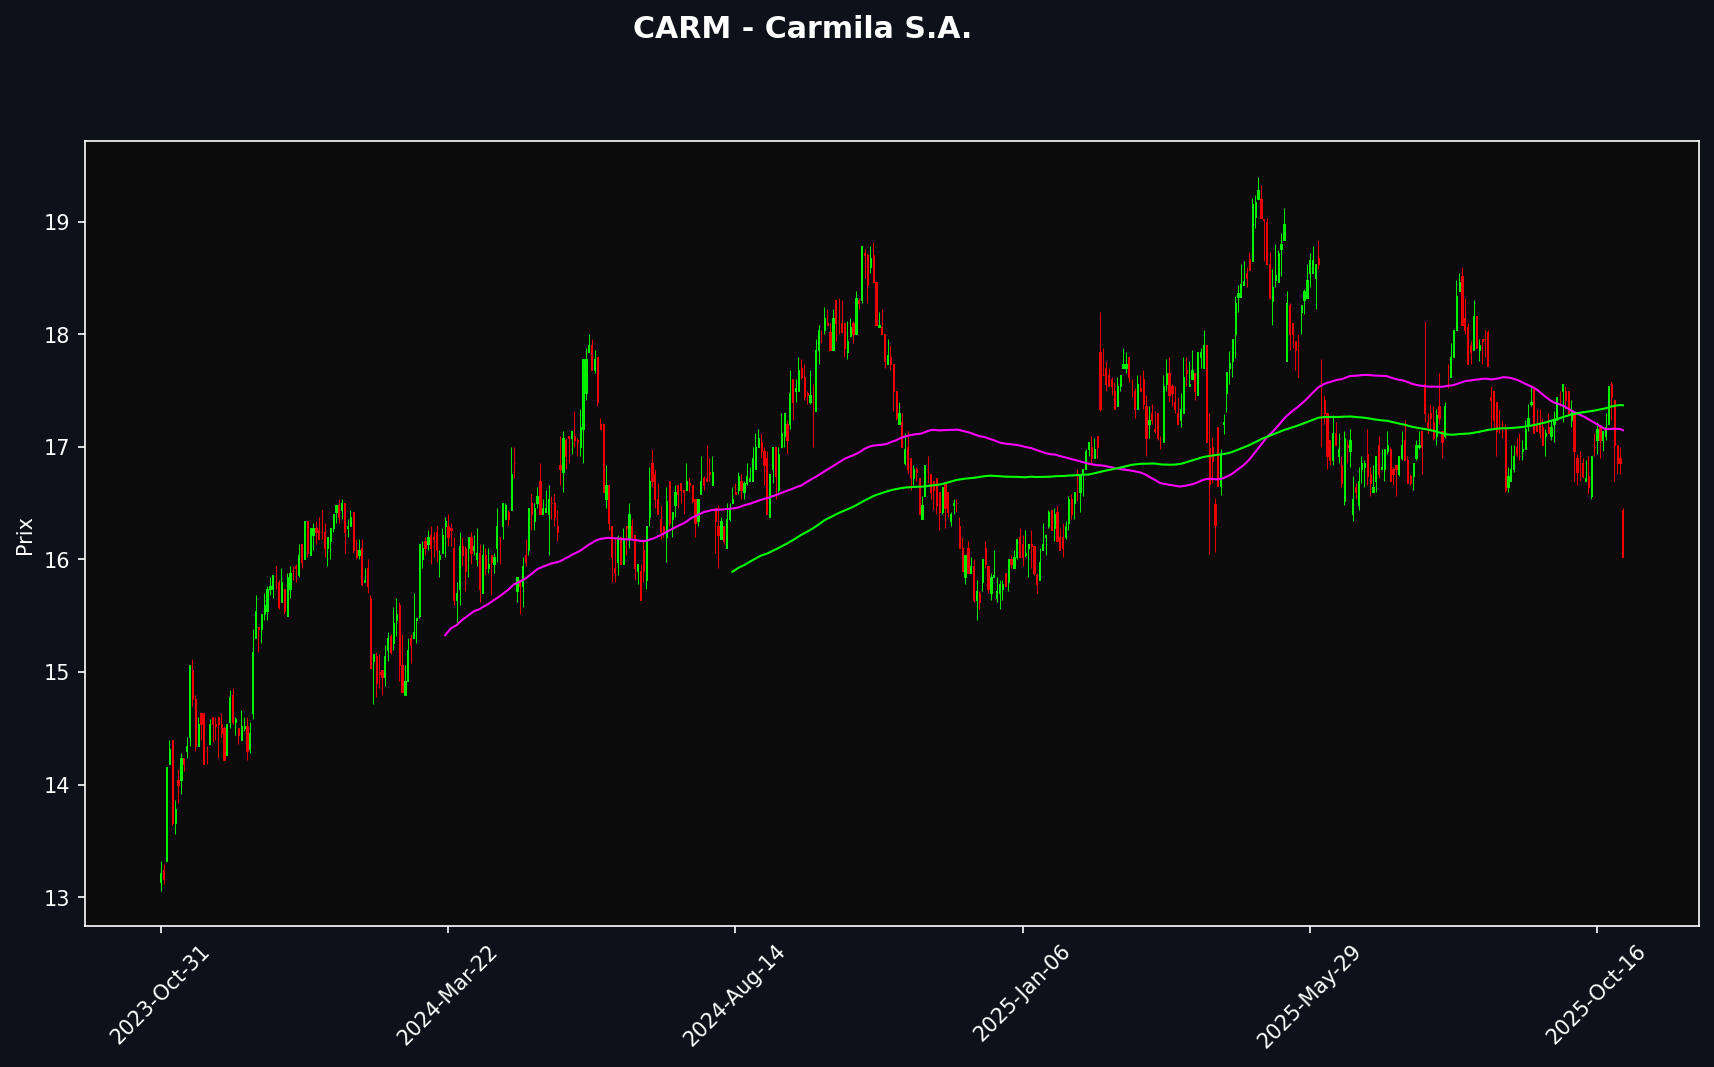 CARM - Carmila S.A.
Prix
19
18
17
16
15
14
13
2023-Oct-31
2024-Mar-22
2024-Aug-14
2025-Jan-06
2025-May-29
2025-Oct-16